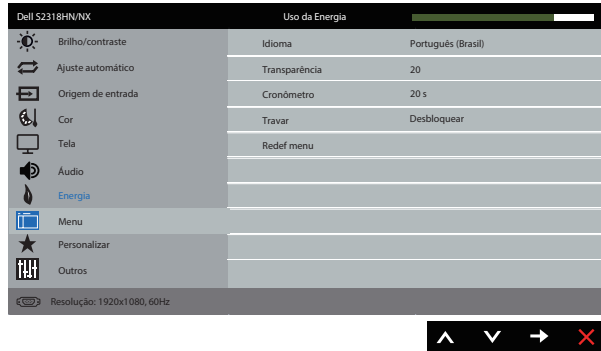 Dell S2318HN/NX Uso da Energia
Brilho/contraste
Ajuste automático
Origem de entrada
Cor
Tela
Áudio
Energia
Menu
Personalizar
Outros
Idioma Português (Brasil)
Transparência 20
Cronômetro 20 s
Travar Desbloquear
Redef menu
Resolução: 1920x1080, 60Hz